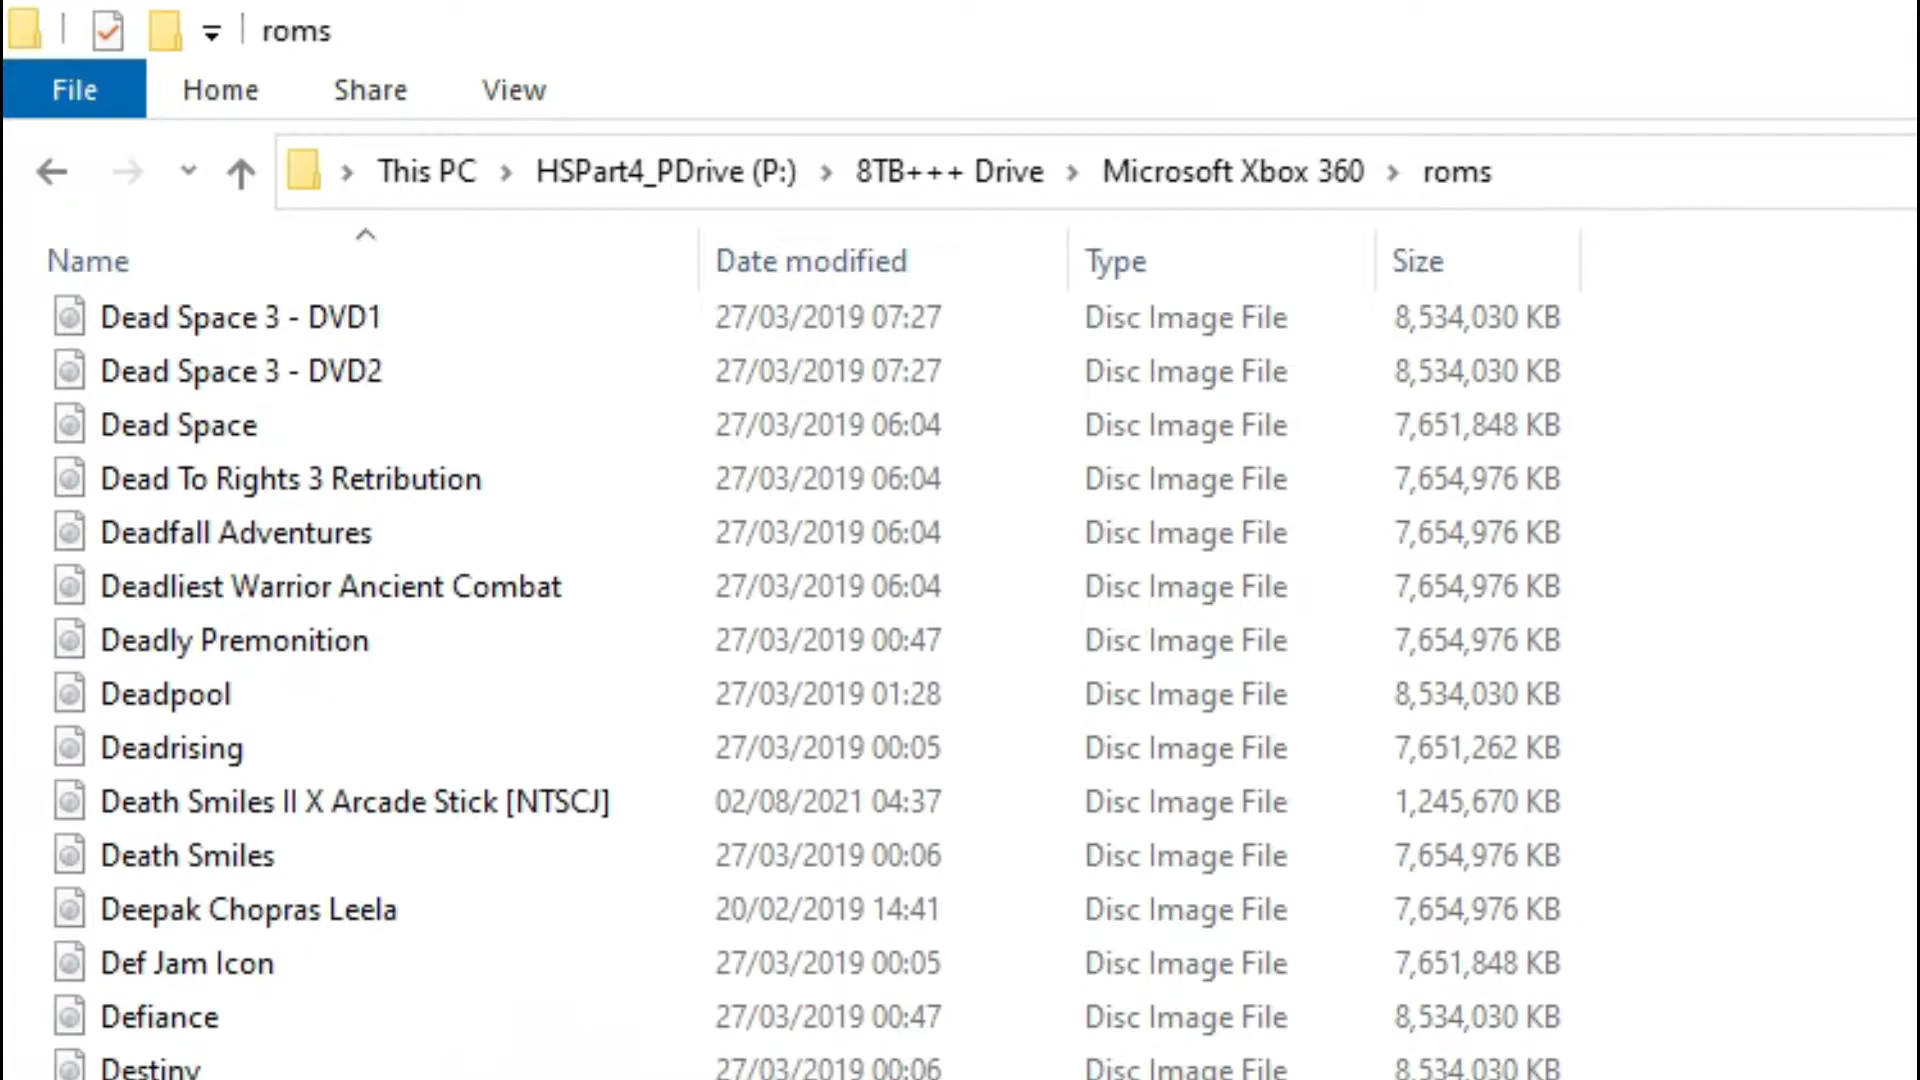 roms
File Home Share View
This PC > HSPart4_PDrive (P:) > 8TB+++ Drive > Microsoft Xbox 360 > roms
Name Date modified Type Size
Dead Space 3 - DVD1 27/03/2019 07:27 Disc Image File 8,534,030 KB
Dead Space 3 - DVD2 27/03/2019 07:27 Disc Image File 8,534,030 KB
Dead Space 27/03/2019 06:04 Disc Image File 7,651,848 KB
Dead To Rights 3 Retribution 27/03/2019 06:04 Disc Image File 7,654,976 KB
Deadfall Adventures 27/03/2019 06:04 Disc Image File 7,654,976 KB
Deadliest Warrior Ancient Combat 27/03/2019 06:04 Disc Image File 7,654,976 KB
Deadly Premonition 27/03/2019 00:47 Disc Image File 7,654,976 KB
Deadpool 27/03/2019 01:28 Disc Image File 8,534,030 KB
Deadrising 27/03/2019 00:05 Disc Image File 7,651,262 KB
Death Smiles II X Arcade Stick [NTSCJ] 02/08/2021 04:37 Disc Image File 1,245,670 KB
Death Smiles 27/03/2019 00:06 Disc Image File 7,654,976 KB
Deepak Chopras Leela 20/02/2019 14:41 Disc Image File 7,654,976 KB
Def Jam Icon 27/03/2019 00:05 Disc Image File 7,651,848 KB
Defiance 27/03/2019 00:47 Disc Image File 8,534,030 KB
Destiny 27/03/2019 00:06 Disc Image File 8,534,030 KB